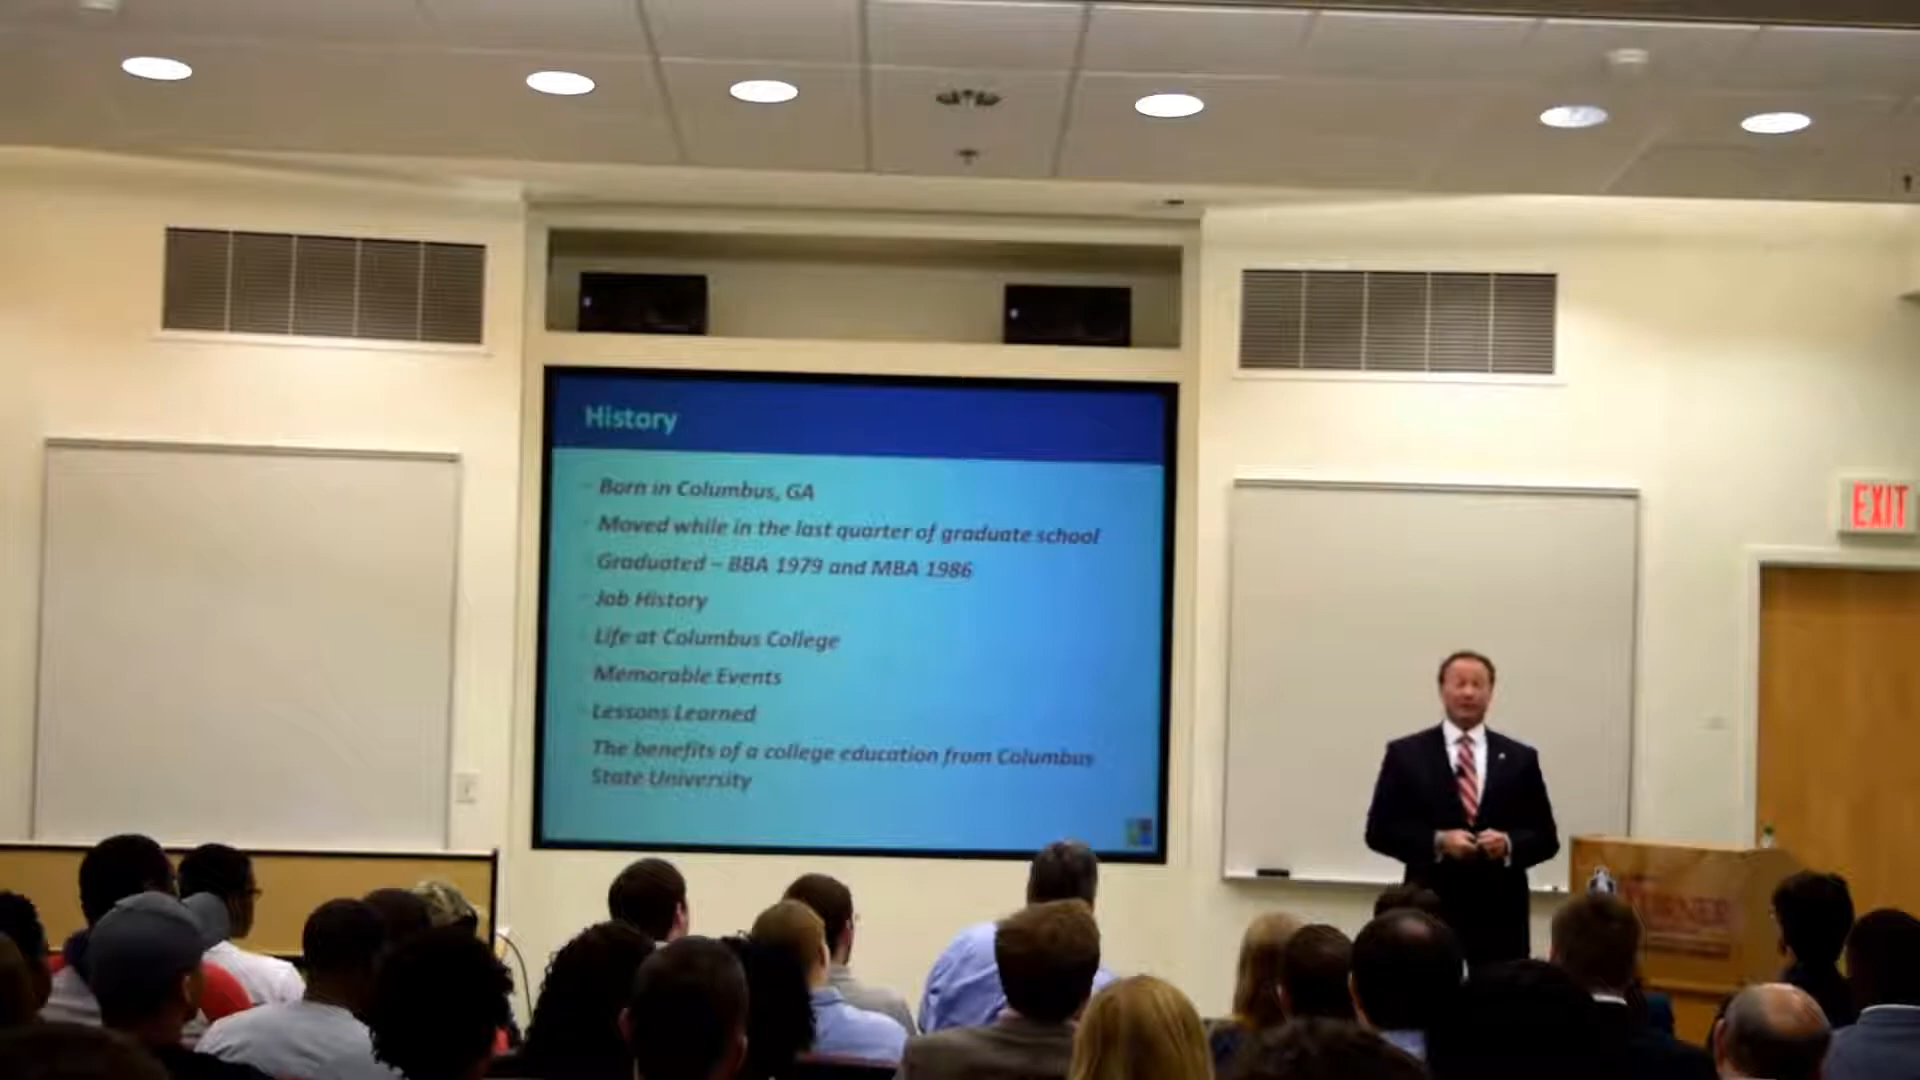 History
Born in Columbus, GA
Moved while in the last quarter of graduate school
Graduated – BBA 1979 and MBA 1986
Job History
Life at Columbus College
Memorable Events
Lessons Learned
The benefits of a college education from Columbus
State University
EXIT
TURNER